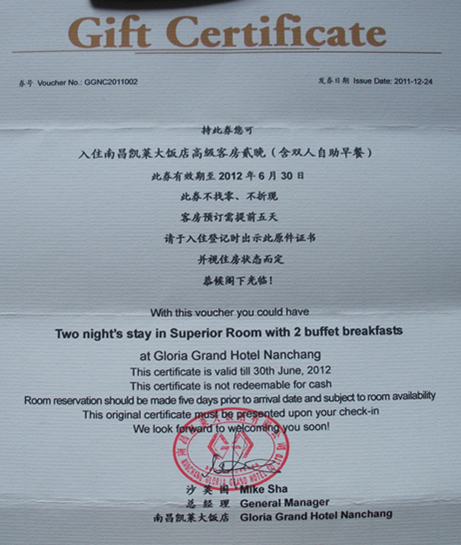 Gift Certificate
券号 Voucher No.: GGNC2011002 发券日期 Issue Date: 2011-12-24
持此券您可
入住南昌凯莱大饭店高级客房贰晚（含双人自助早餐）
此券有效期至 2012 年 6 月 30 日
此券不找零、不折现
客房预订需提前五天
请于入住登记时出示此原件证书
并视住房状态而定
恭候阁下光临！
With this voucher you could have
Two night's stay in Superior Room with 2 buffet breakfasts
at Gloria Grand Hotel Nanchang
This certificate is valid till 30th June, 2012
This certificate is not redeemable for cash
Room reservation should be made five days prior to arrival date and subject to room availability
This original certificate must be presented upon your check-in
We look forward to welcoming you soon!
NANCHANG GLORIA GRAND HOTEL
沙英国 Mike Sha
总经理 General Manager
南昌凯莱大饭店 Gloria Grand Hotel Nanchang